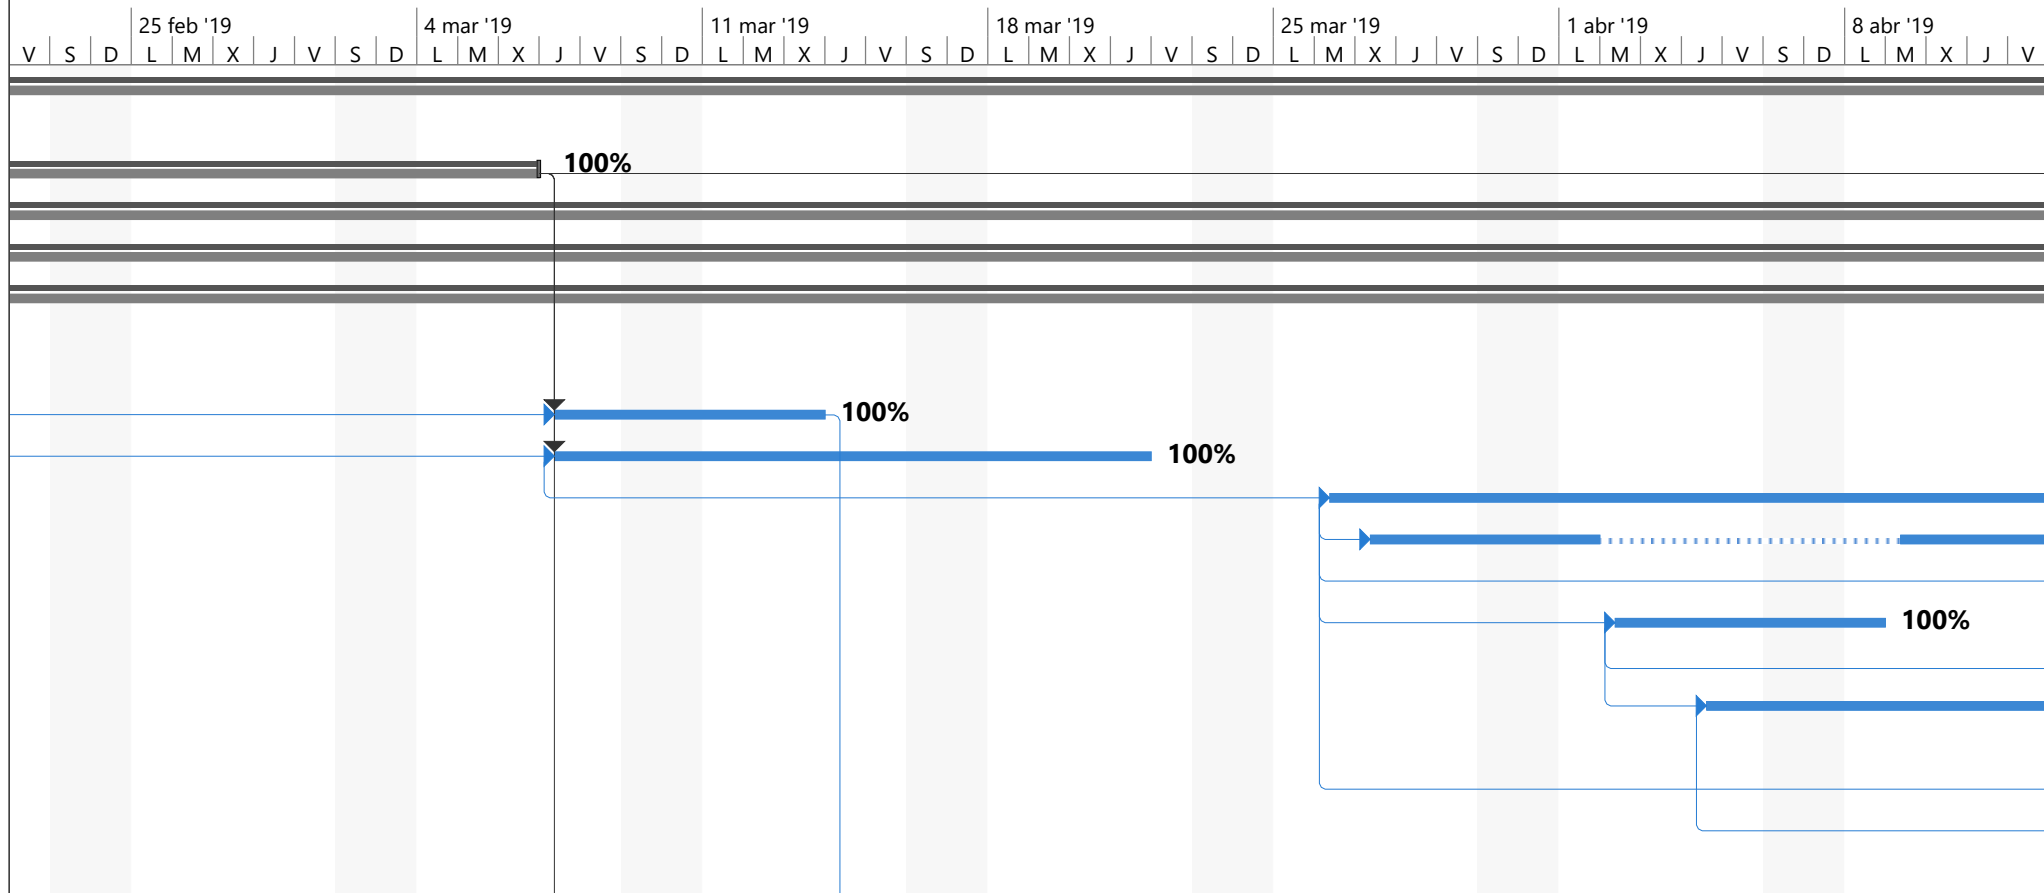 25 feb '19 4 mar '19 11 mar '19 18 mar '19 25 mar '19 1 abr '19 8 abr '19
V S D L M X J V S D L M X J V S D L M X J V S D L M X J V S D L M X J V S D L M X J V S D L M X J V
100%
100%
100%
100%